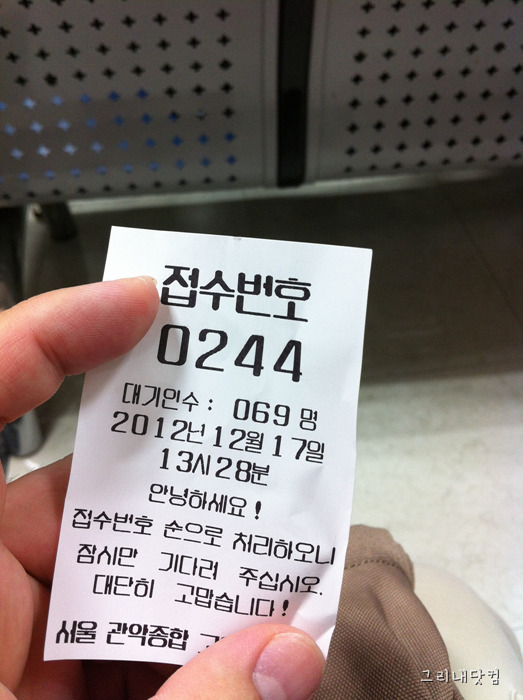 접수번호
0244
대기인수 : 069 명
2012년 12월 17일
13시 28분
안녕하세요 !
접수번호 순으로 처리하오니
잠시만 기다려 주십시오.
대단히 고맙습니다 !
서울 관악종합
그리내닷컴